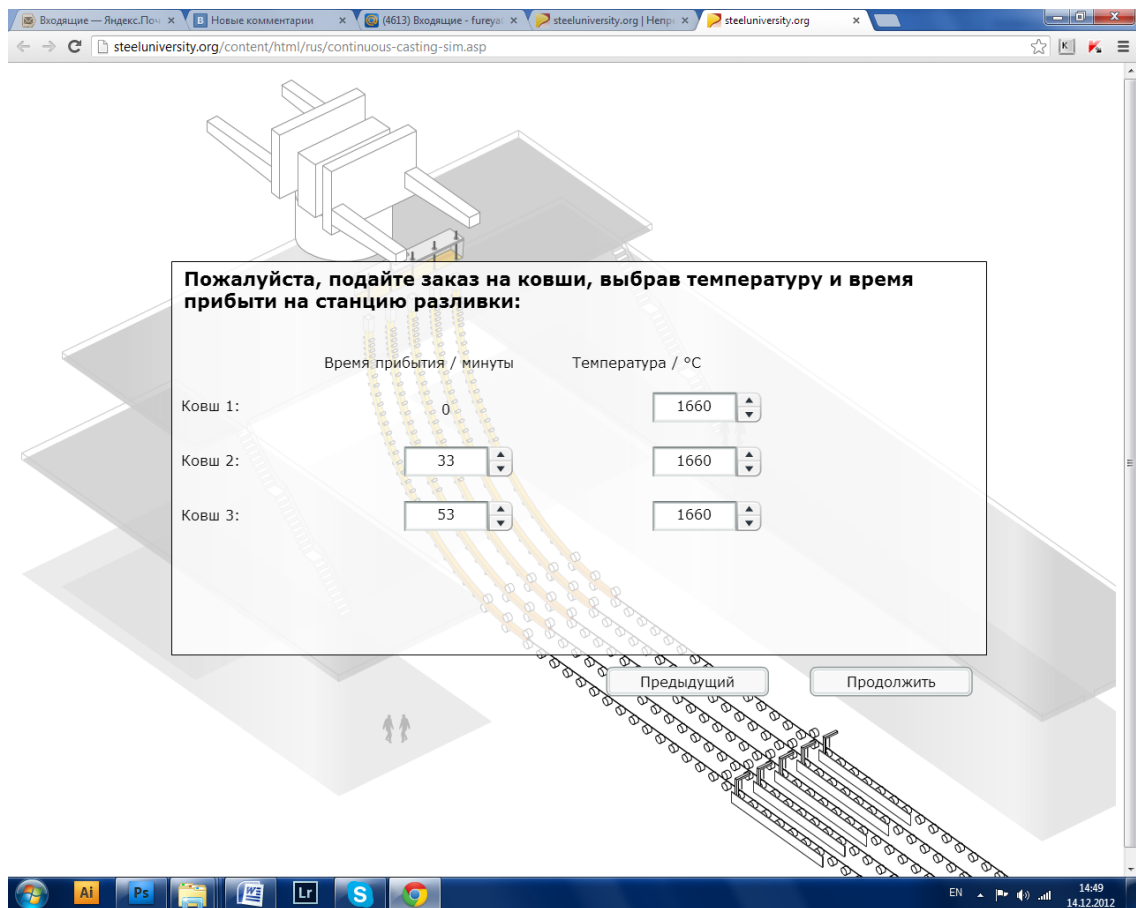 Входящие — Яндекс.Поч
Новые комментарии
(4613) Входящие - fureya
steeluniversity.org | Непр
steeluniversity.org
steeluniversity.org/content/html/rus/continuous-casting-sim.asp
Пожалуйста, подайте заказ на ковши, выбрав температуру и время
прибыти на станцию разливки:
Время прибытия / минуты Температура / °C
Ковш 1: 0 1660
Ковш 2: 33 1660
Ковш 3: 53 1660
Предыдущий Продолжить
Ai Ps Lr S EN 14:49
14.12.2012